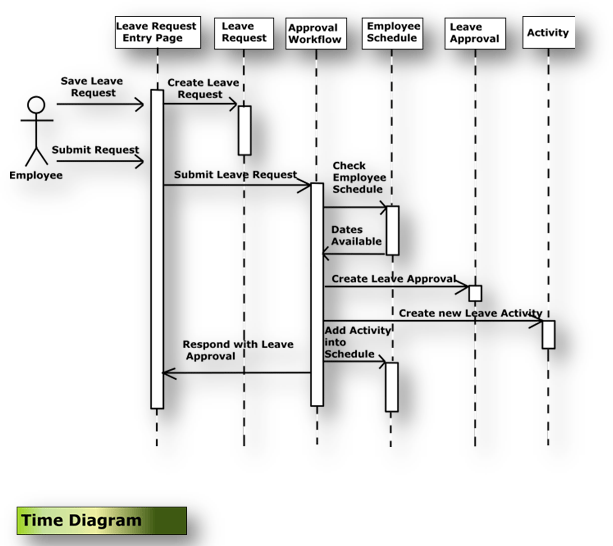 Leave Request
Entry Page
Leave
Request
Approval
Workflow
Employee
Schedule
Leave
Approval
Activity
Save Leave
Request
Create Leave
Request
Submit Request
Employee
Submit Leave Request
Check
Employee
Schedule
Dates
Available
Create Leave Approval
Create new Leave Activity
Add Activity
into
Schedule
Respond with Leave
Approval
Time Diagram